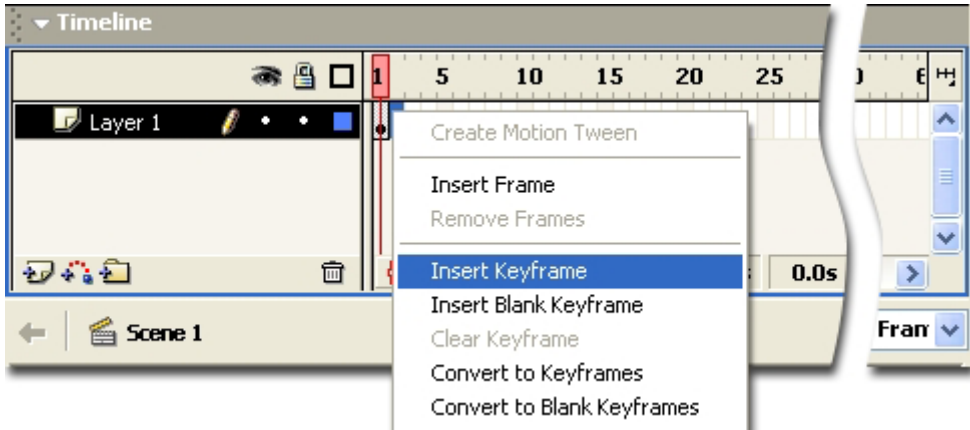 Timeline
1 5 10 15 20 25
Layer 1
Create Motion Tween
Insert Frame
Remove Frames
Insert Keyframe
0.0s
Insert Blank Keyframe
Scene 1
Clear Keyframe
Convert to Keyframes
Convert to Blank Keyframes